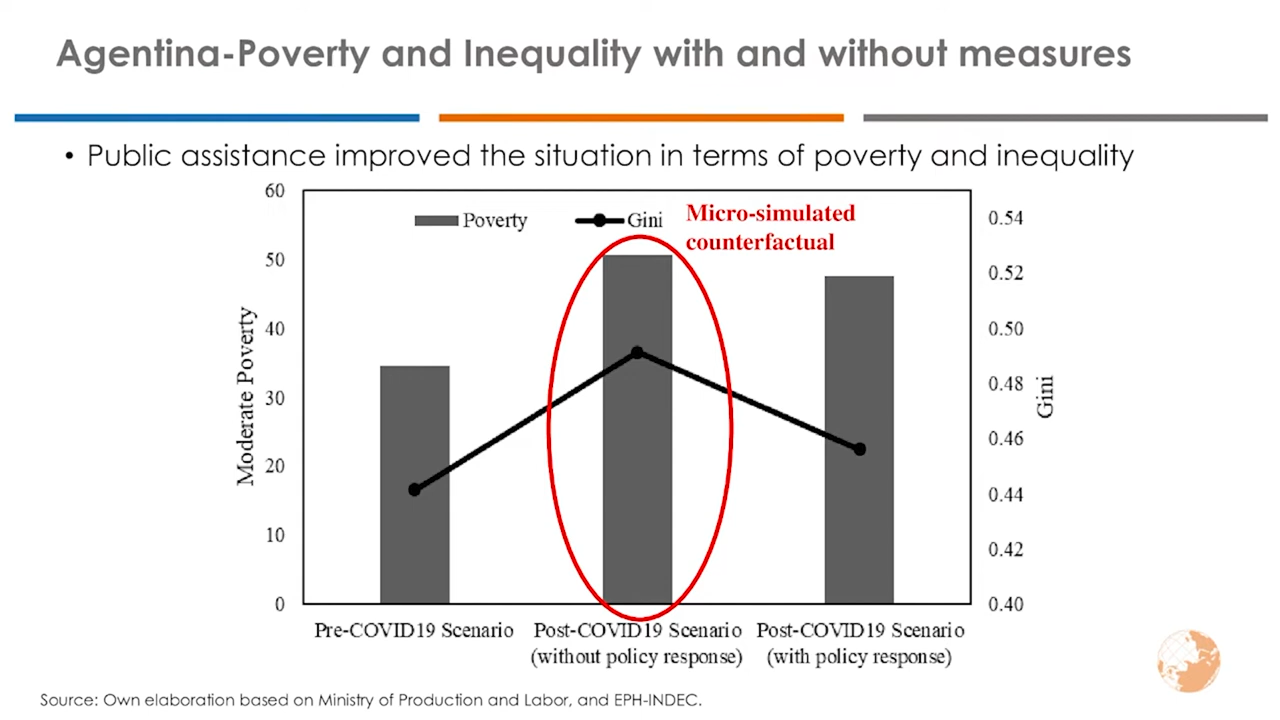 Agentina-Poverty and Inequality with and without measures
• Public assistance improved the situation in terms of poverty and inequality
60
50
40
30
20
10
0
Moderate Poverty
Poverty
Gini
Micro-simulated
counterfactual
0.54
0.52
0.50
0.48
0.46
0.44
0.42
0.40
Gini
Pre-COVID19 Scenario
Post-COVID19 Scenario
(without policy response)
Post-COVID19 Scenario
(with policy response)
Source: Own elaboration based on Ministry of Production and Labor, and EPH-INDEC.